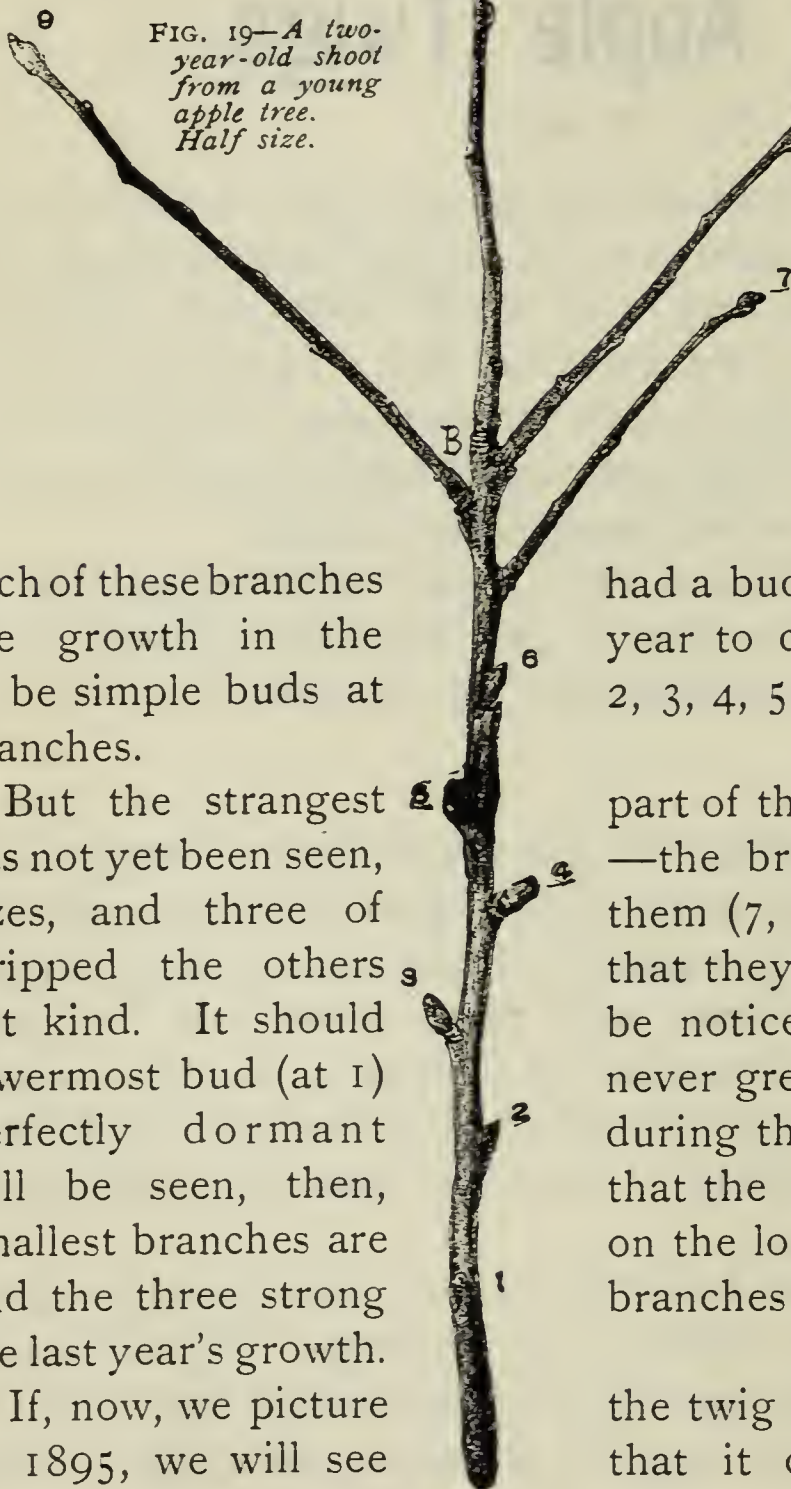 9
FIG. 19—A two-
year-old shoot
from a young
apple tree.
Half size.
7
B
ch of these branches had a bu
e growth in the year to
6
be simple buds at 2, 3, 4, 5
anches.
But the strangest part of th
5
s not yet been seen, —the br
4
zes, and three of them (7,
ripped the others that they
3
t kind. It should be notice
wermost bud (at 1) never gre
2
rfectly dormant during th
ll be seen, then, that the
mallest branches are on the lo
1
d the three strong branches
e last year's growth.
If, now, we picture the twig
1895, we will see that it